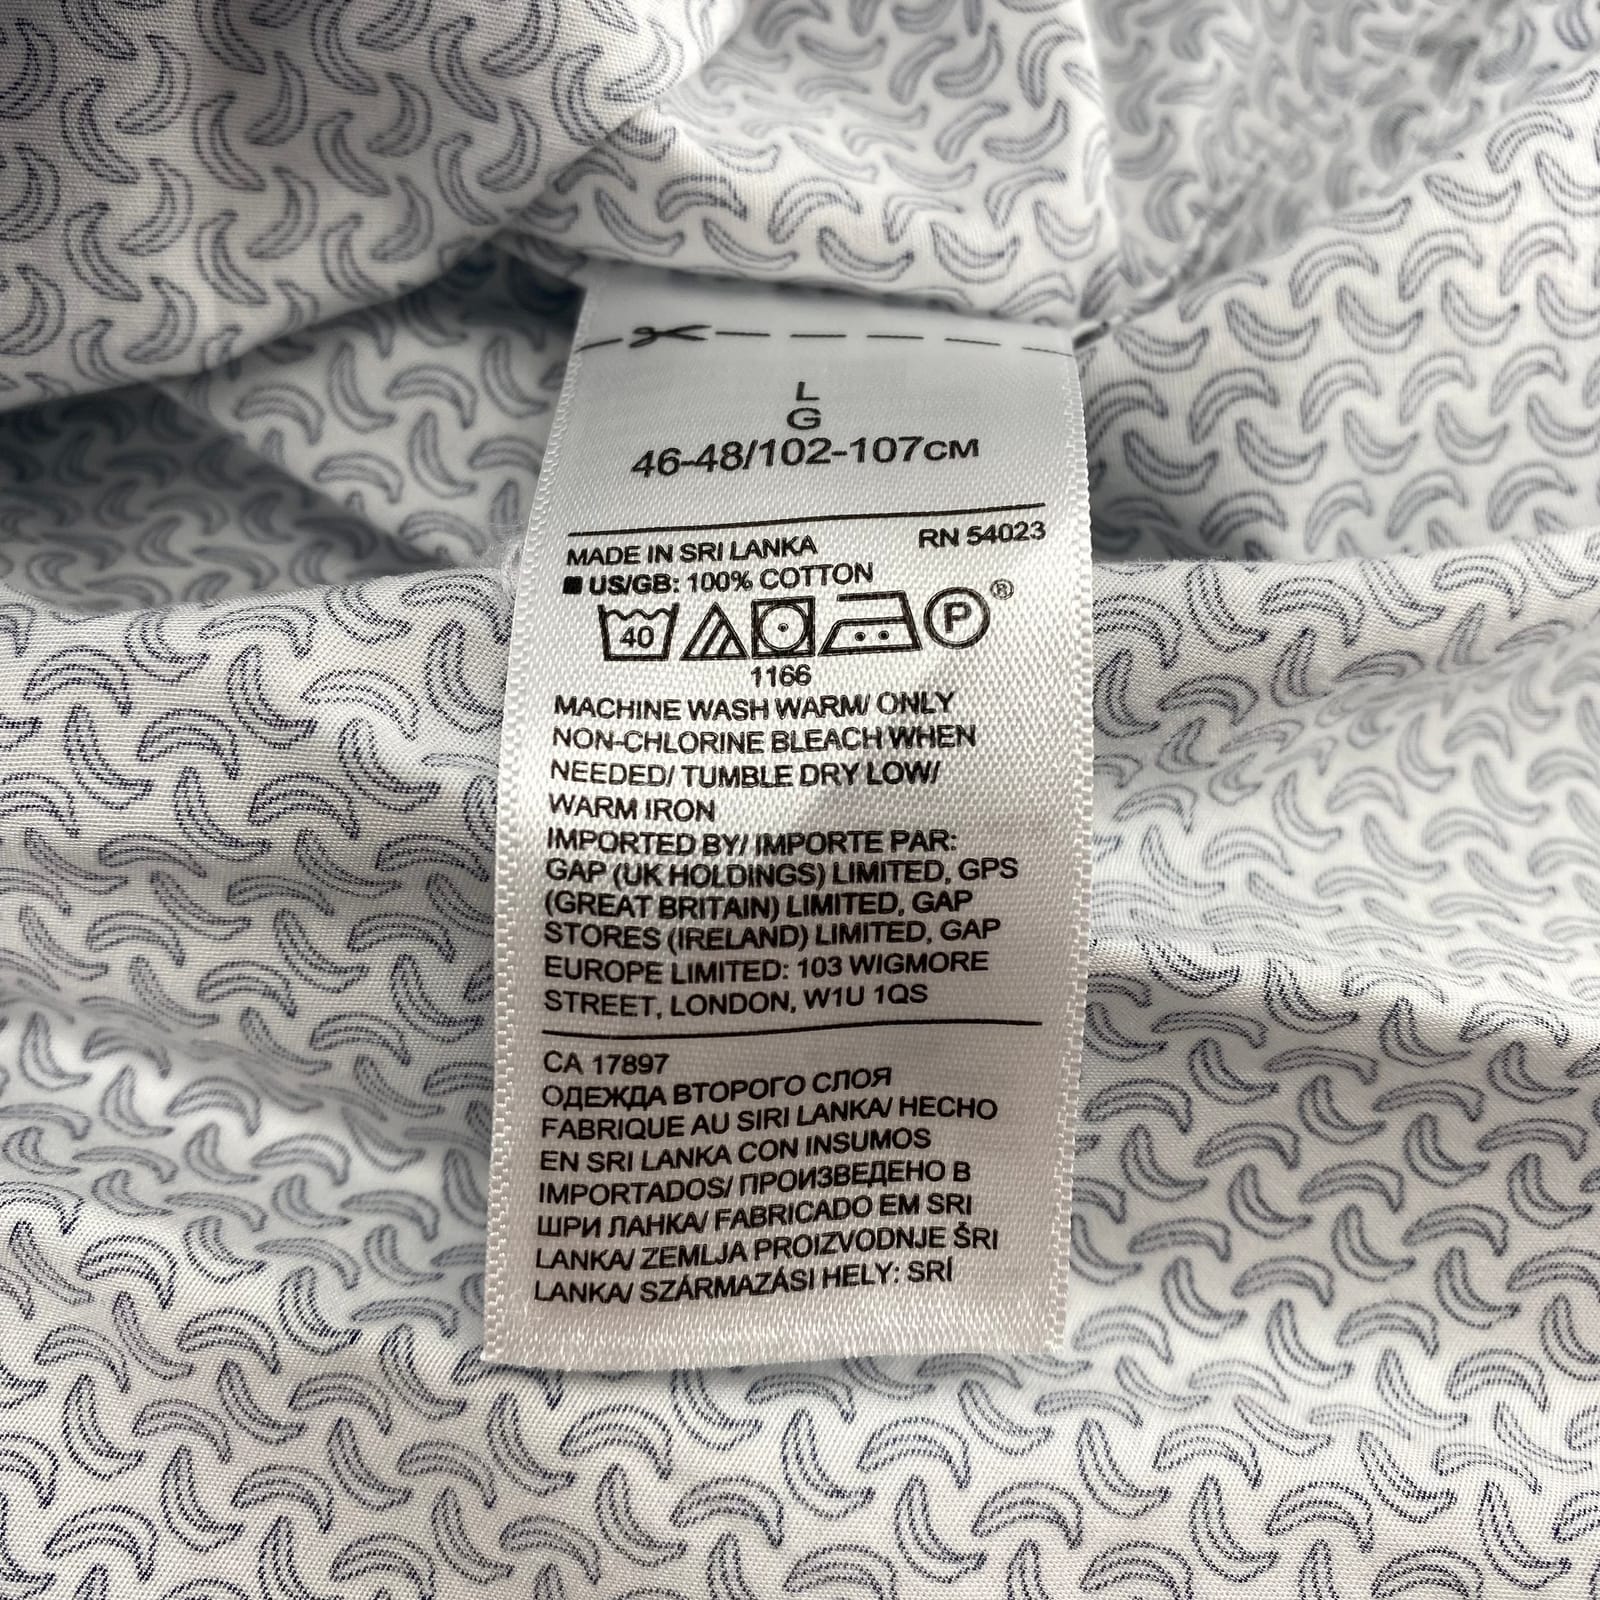 L
G
46-48/102-107см
MADE IN SRI LANKA RN 54023
US/GB: 100% COTTON
40 P ®
1166
MACHINE WASH WARM/ ONLY
NON-CHLORINE BLEACH WHEN
NEEDED/ TUMBLE DRY LOW/
WARM IRON
IMPORTED BY/ IMPORTE PAR:
GAP (UK HOLDINGS) LIMITED, GPS
(GREAT BRITAIN) LIMITED, GAP
STORES (IRELAND) LIMITED, GAP
EUROPE LIMITED: 103 WIGMORE
STREET, LONDON, W1U 1QS
CA 17897
ОДЕЖДА ВТОРОГО СЛОЯ
FABRIQUE AU SIRI LANKA/ HECHO
EN SRI LANKA CON INSUMOS
IMPORTADOS/ ПРОИЗВЕДЕНО В
ШРИ ЛАНКА/ FABRICADO EM SRI
LANKA/ ZEMLJA PROIZVODNJE ŠRI
LANKA/ SZÁRMAZÁSI HELY: SRÍ